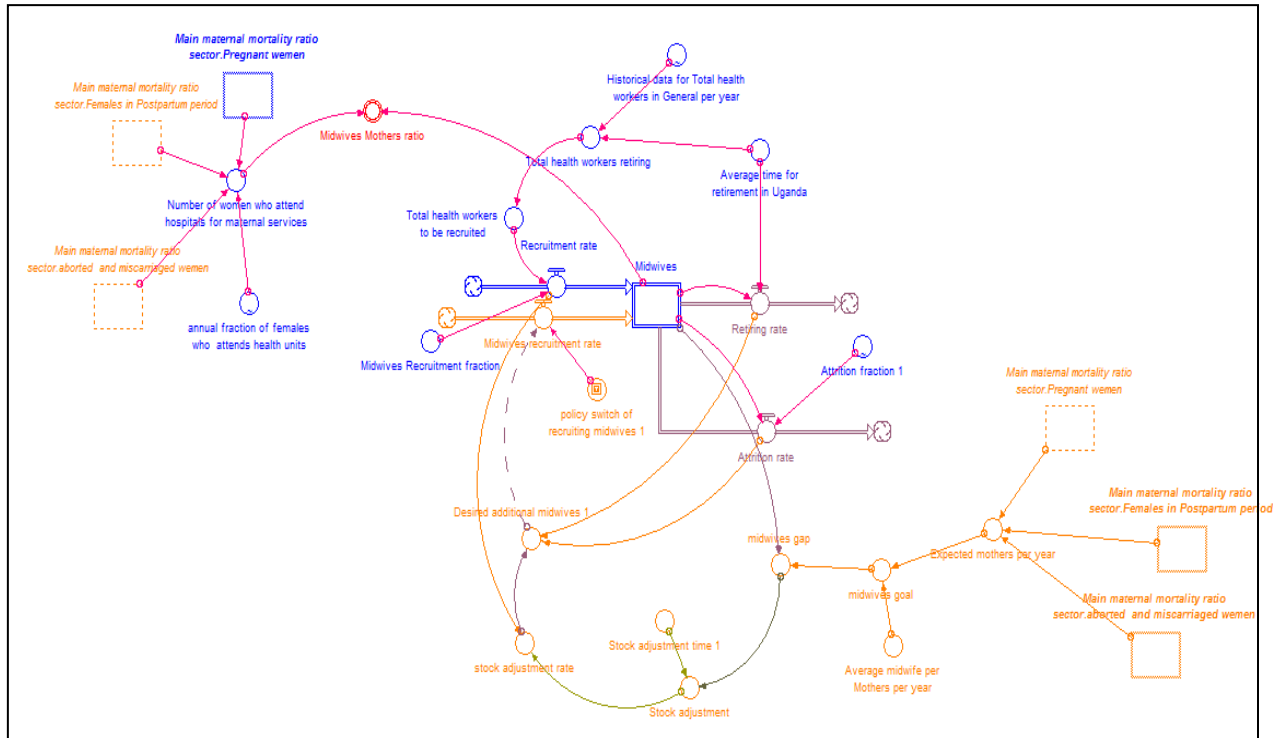 Main maternal mortality ratio
sector.Pregnant wemen
Main maternal mortality ratio
sector.Females in Postpartum period
Midwives Mothers ratio
Historical data for Total health
workers in General per year
Total health workers retiring
Average time for
retirement in Uganda
Number of women who attend
hospitals for maternal services
Total health workers
to be recruited
Recruitment rate
Main maternal mortality ratio
sector.aborted and miscarriaged women
Midwives
annual fraction of females
who attends health units
Midwives recruitment rate
Retiring rate
Midwives Recruitment fraction
Attrition fraction 1
policy switch of
recruiting midwives 1
Main maternal mortality ratio
sector.Pregnant wemen
Attrition rate
Desired additional midwives 1
Main maternal mortality ratio
sector.Females in Postpartum period
midwives gap
Expected mothers per year
midwives goal
Main maternal mortality ratio
sector.aborted and miscarriaged women
Stock adjustment time 1
stock adjustment rate
Average midwife per
Mothers per year
Stock adjustment